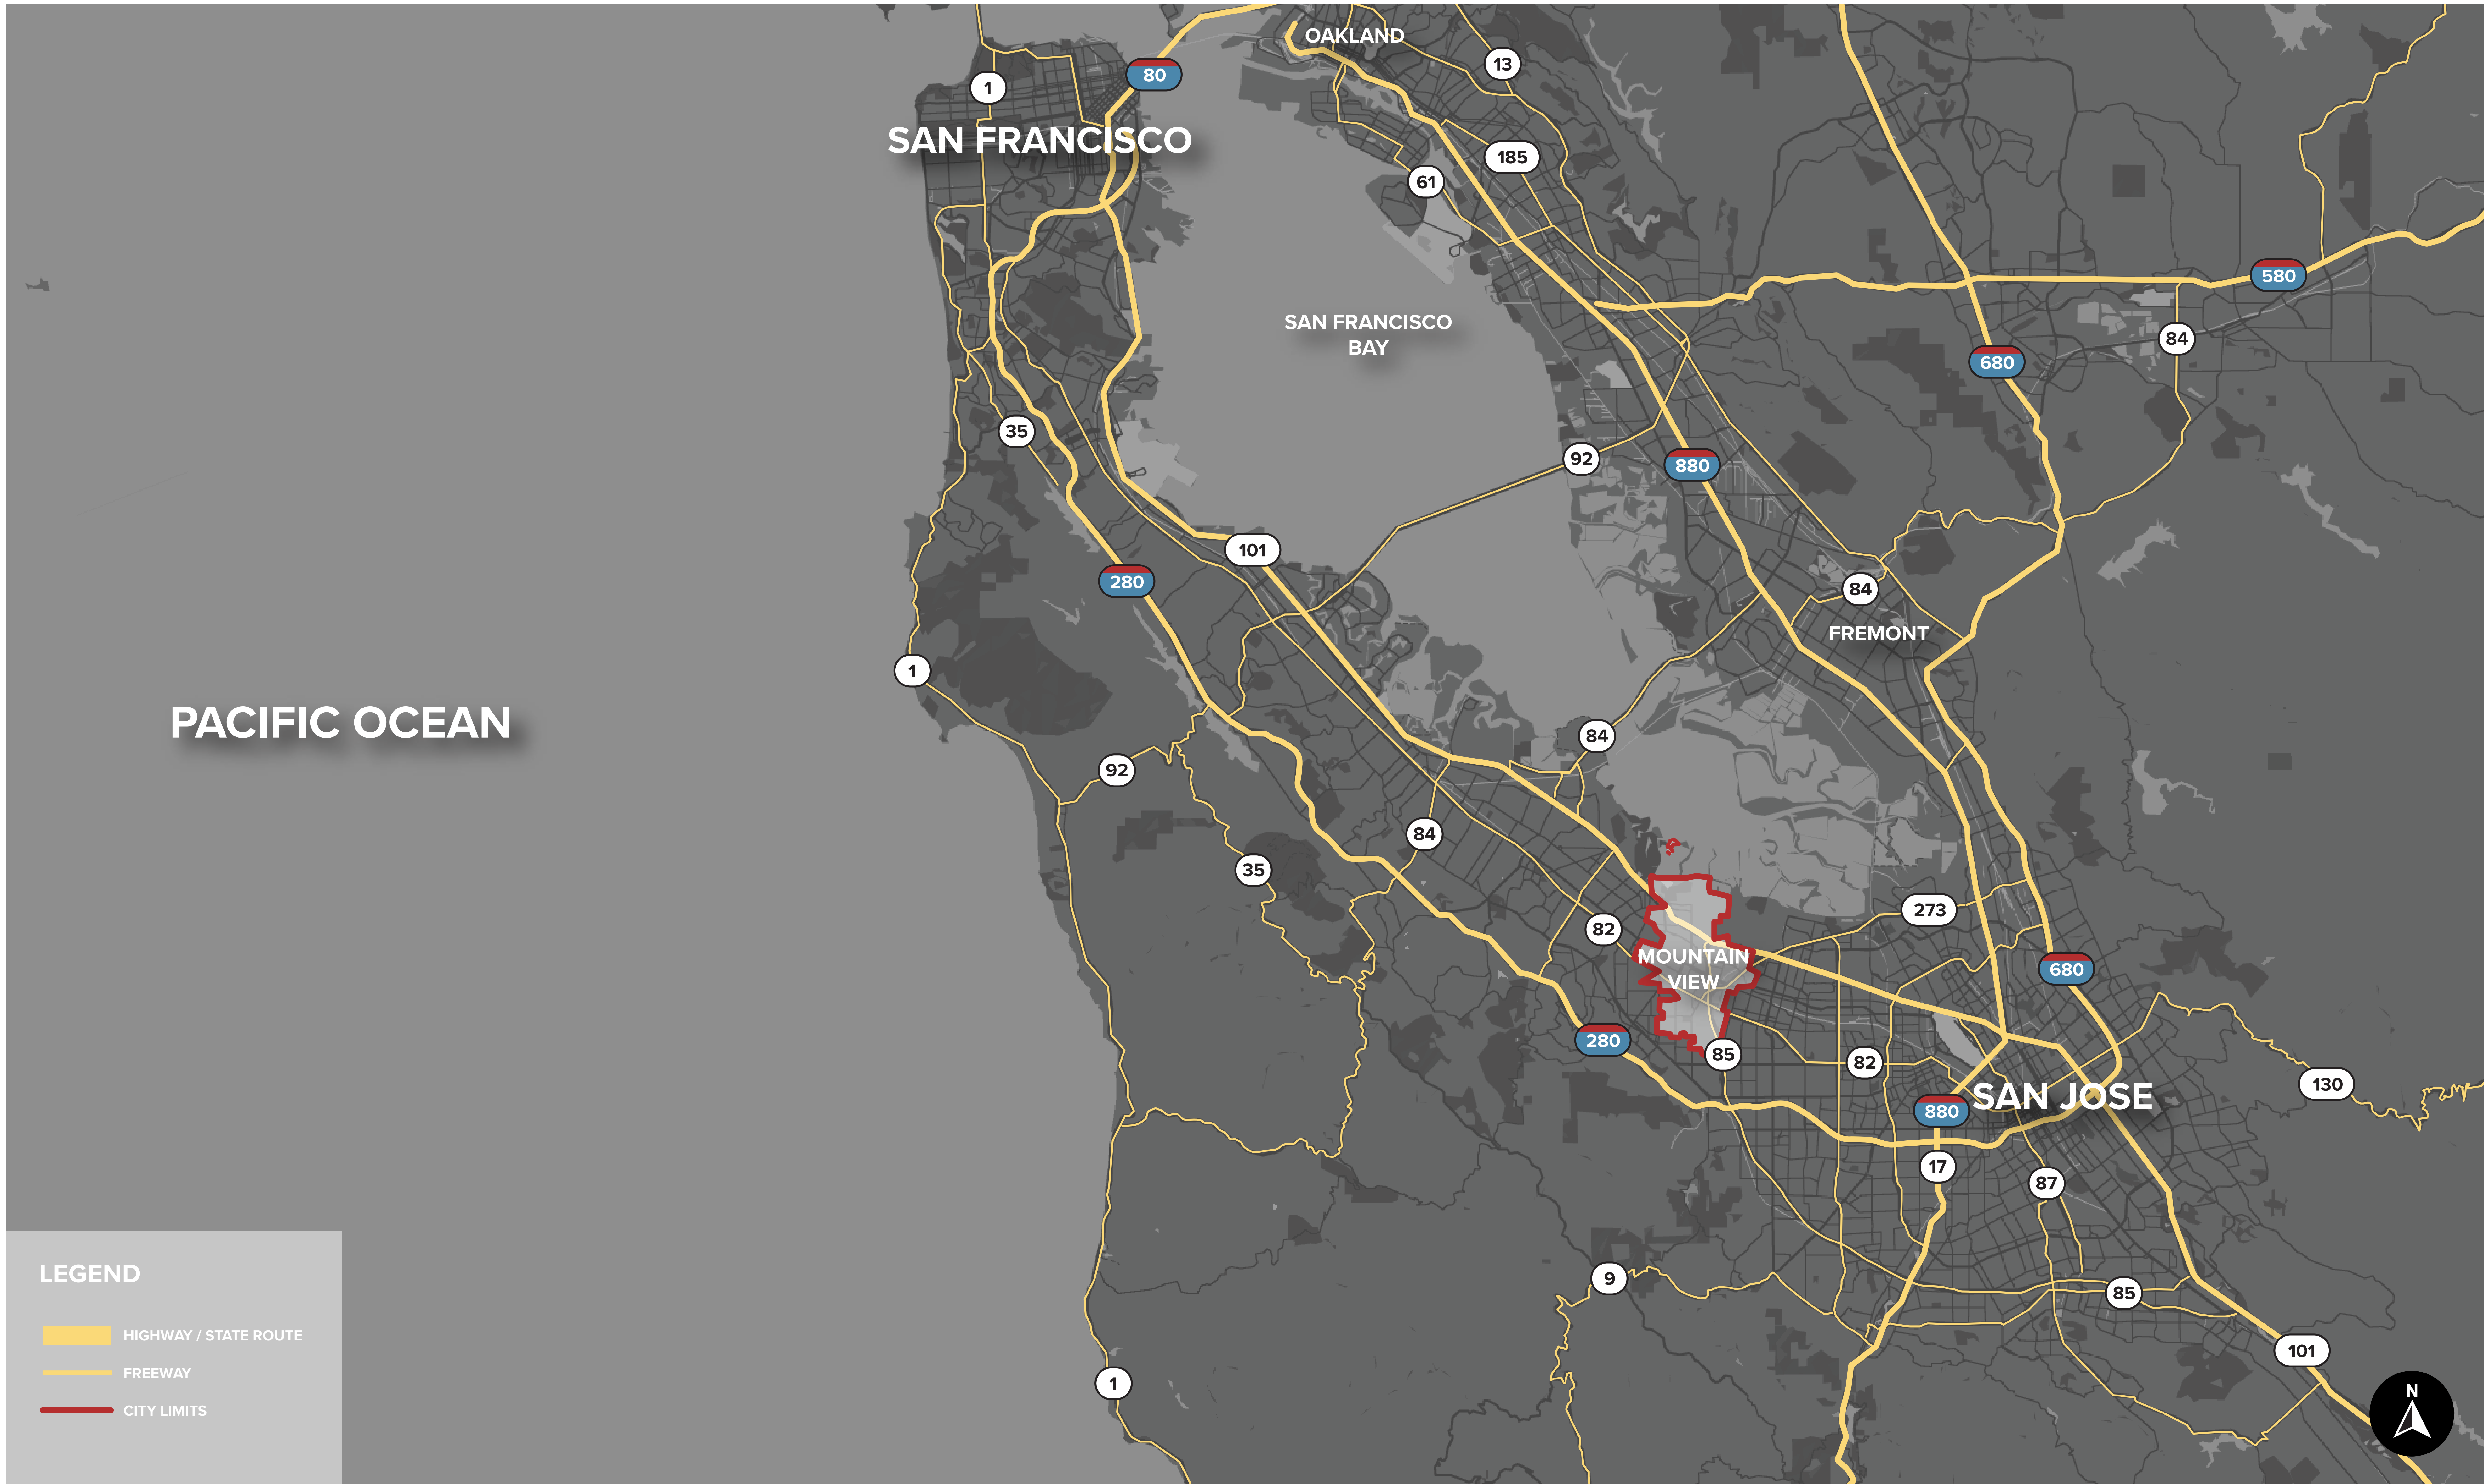 OAKLAND
13
80
1
SAN FRANCISCO
185
61
580
SAN FRANCISCO
BAY
84
680
35
92
880
101
280
84
FREMONT
1
PACIFIC OCEAN
84
92
84
35
273
82
MOUNTAIN
VIEW
680
280
85
82
130
SAN JOSE
880
17
87
9
LEGEND
85
HIGHWAY / STATE ROUTE
101
FREEWAY
1
N
CITY LIMITS